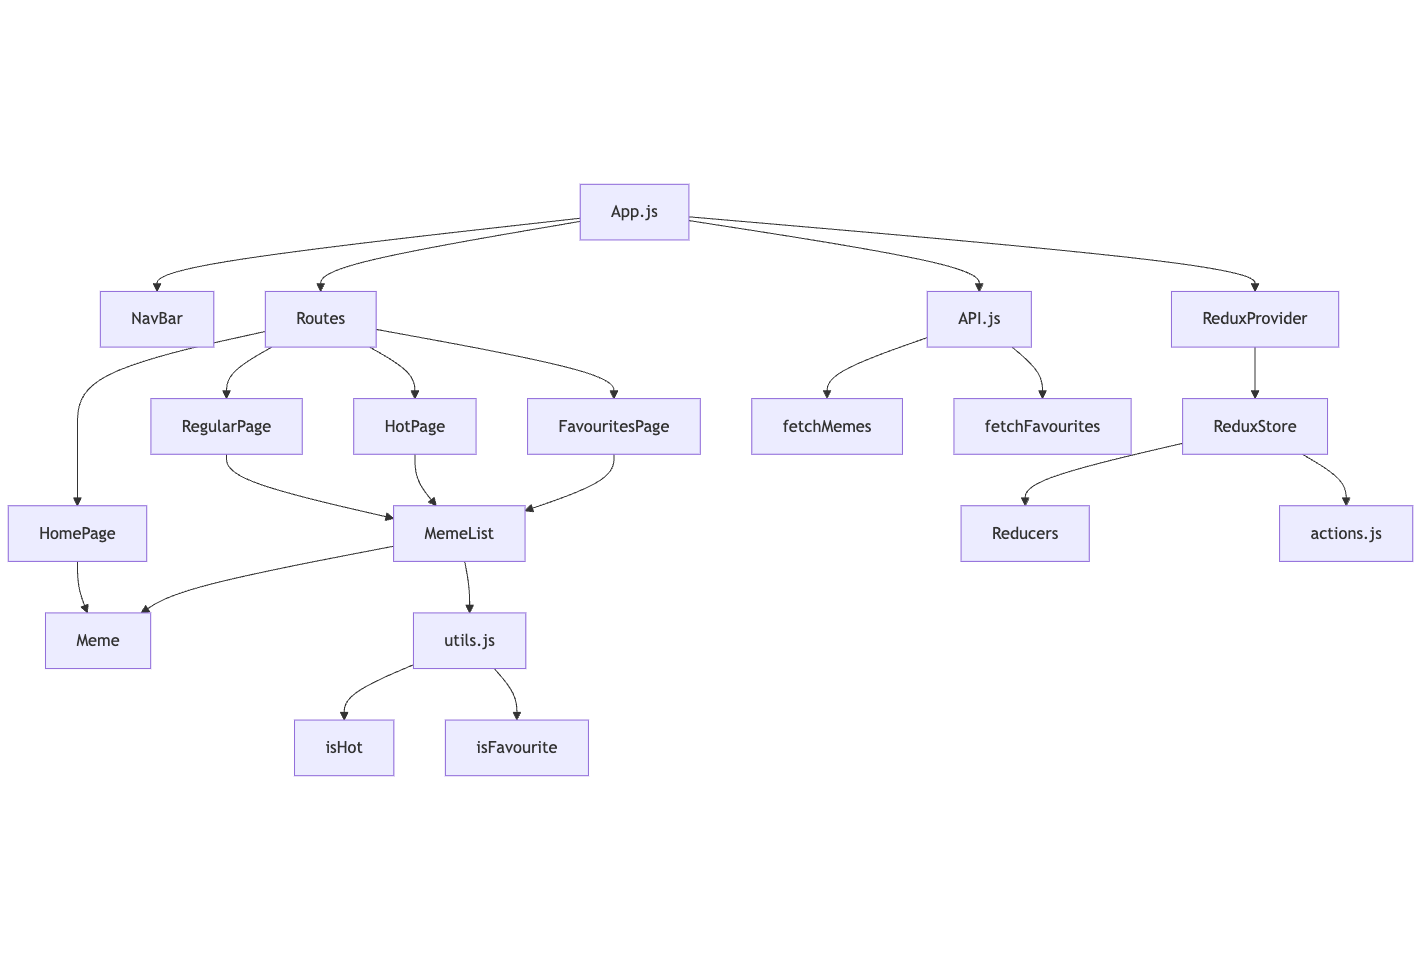 App.js
NavBar
Routes
API.js
ReduxProvider
RegularPage
HotPage
FavouritesPage
fetchMemes
fetchFavourites
ReduxStore
HomePage
MemeList
Reducers
actions.js
Meme
utils.js
isHot
isFavourite